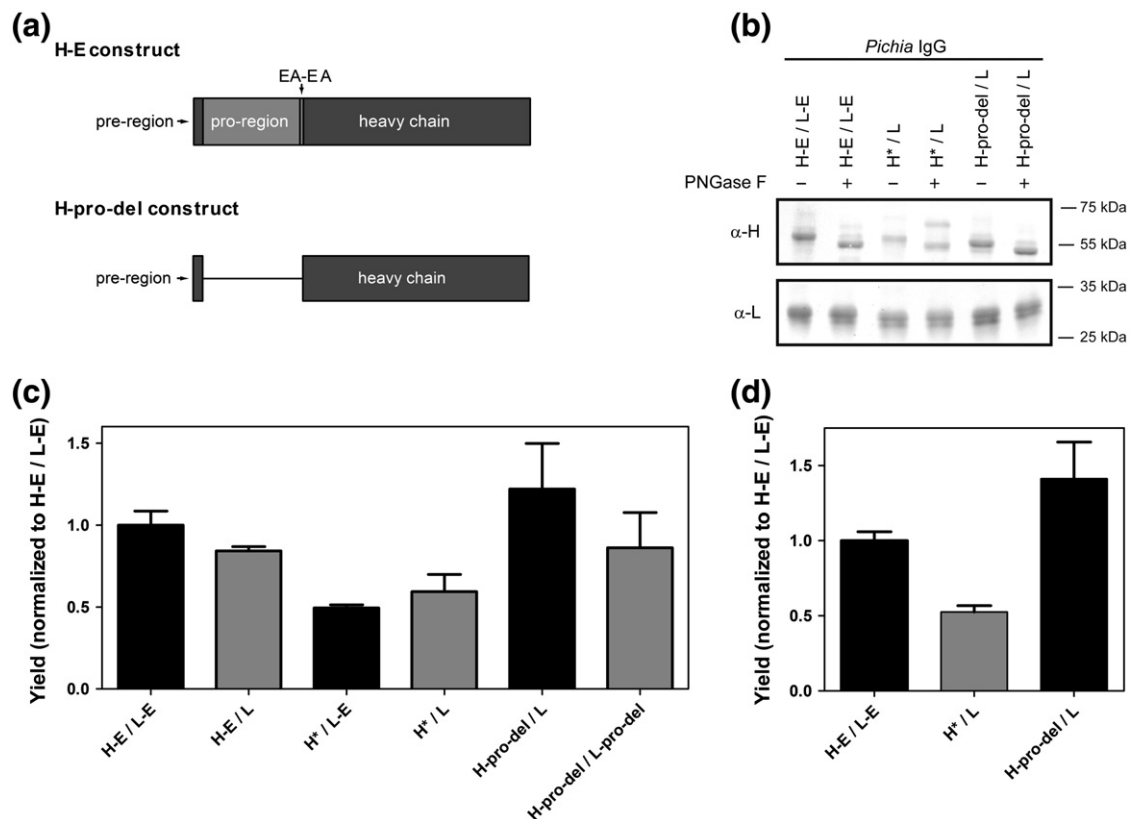 (a)
H-E construct
EA-EA
pre-region
pro-region
heavy chain
H-pro-del construct
pre-region
heavy chain
(b)
Pichia IgG
H-E / L-E
H-E / L-E
H* / L
H* / L
H-pro-del / L
H-pro-del / L
PNGase F − + − + − +
α-H
75 kDa
55 kDa
α-L
35 kDa
25 kDa
(c)
Yield (normalized to H-E / L-E)
1.5
1.0
0.5
0.0
H-E / L-E
H-E / L
H* / L-E
H* / L
H-pro-del / L
H-pro-del / L-pro-del
(d)
Yield (normalized to H-E / L-E)
1.5
1.0
0.5
0.0
H-E / L-E
H* / L
H-pro-del / L